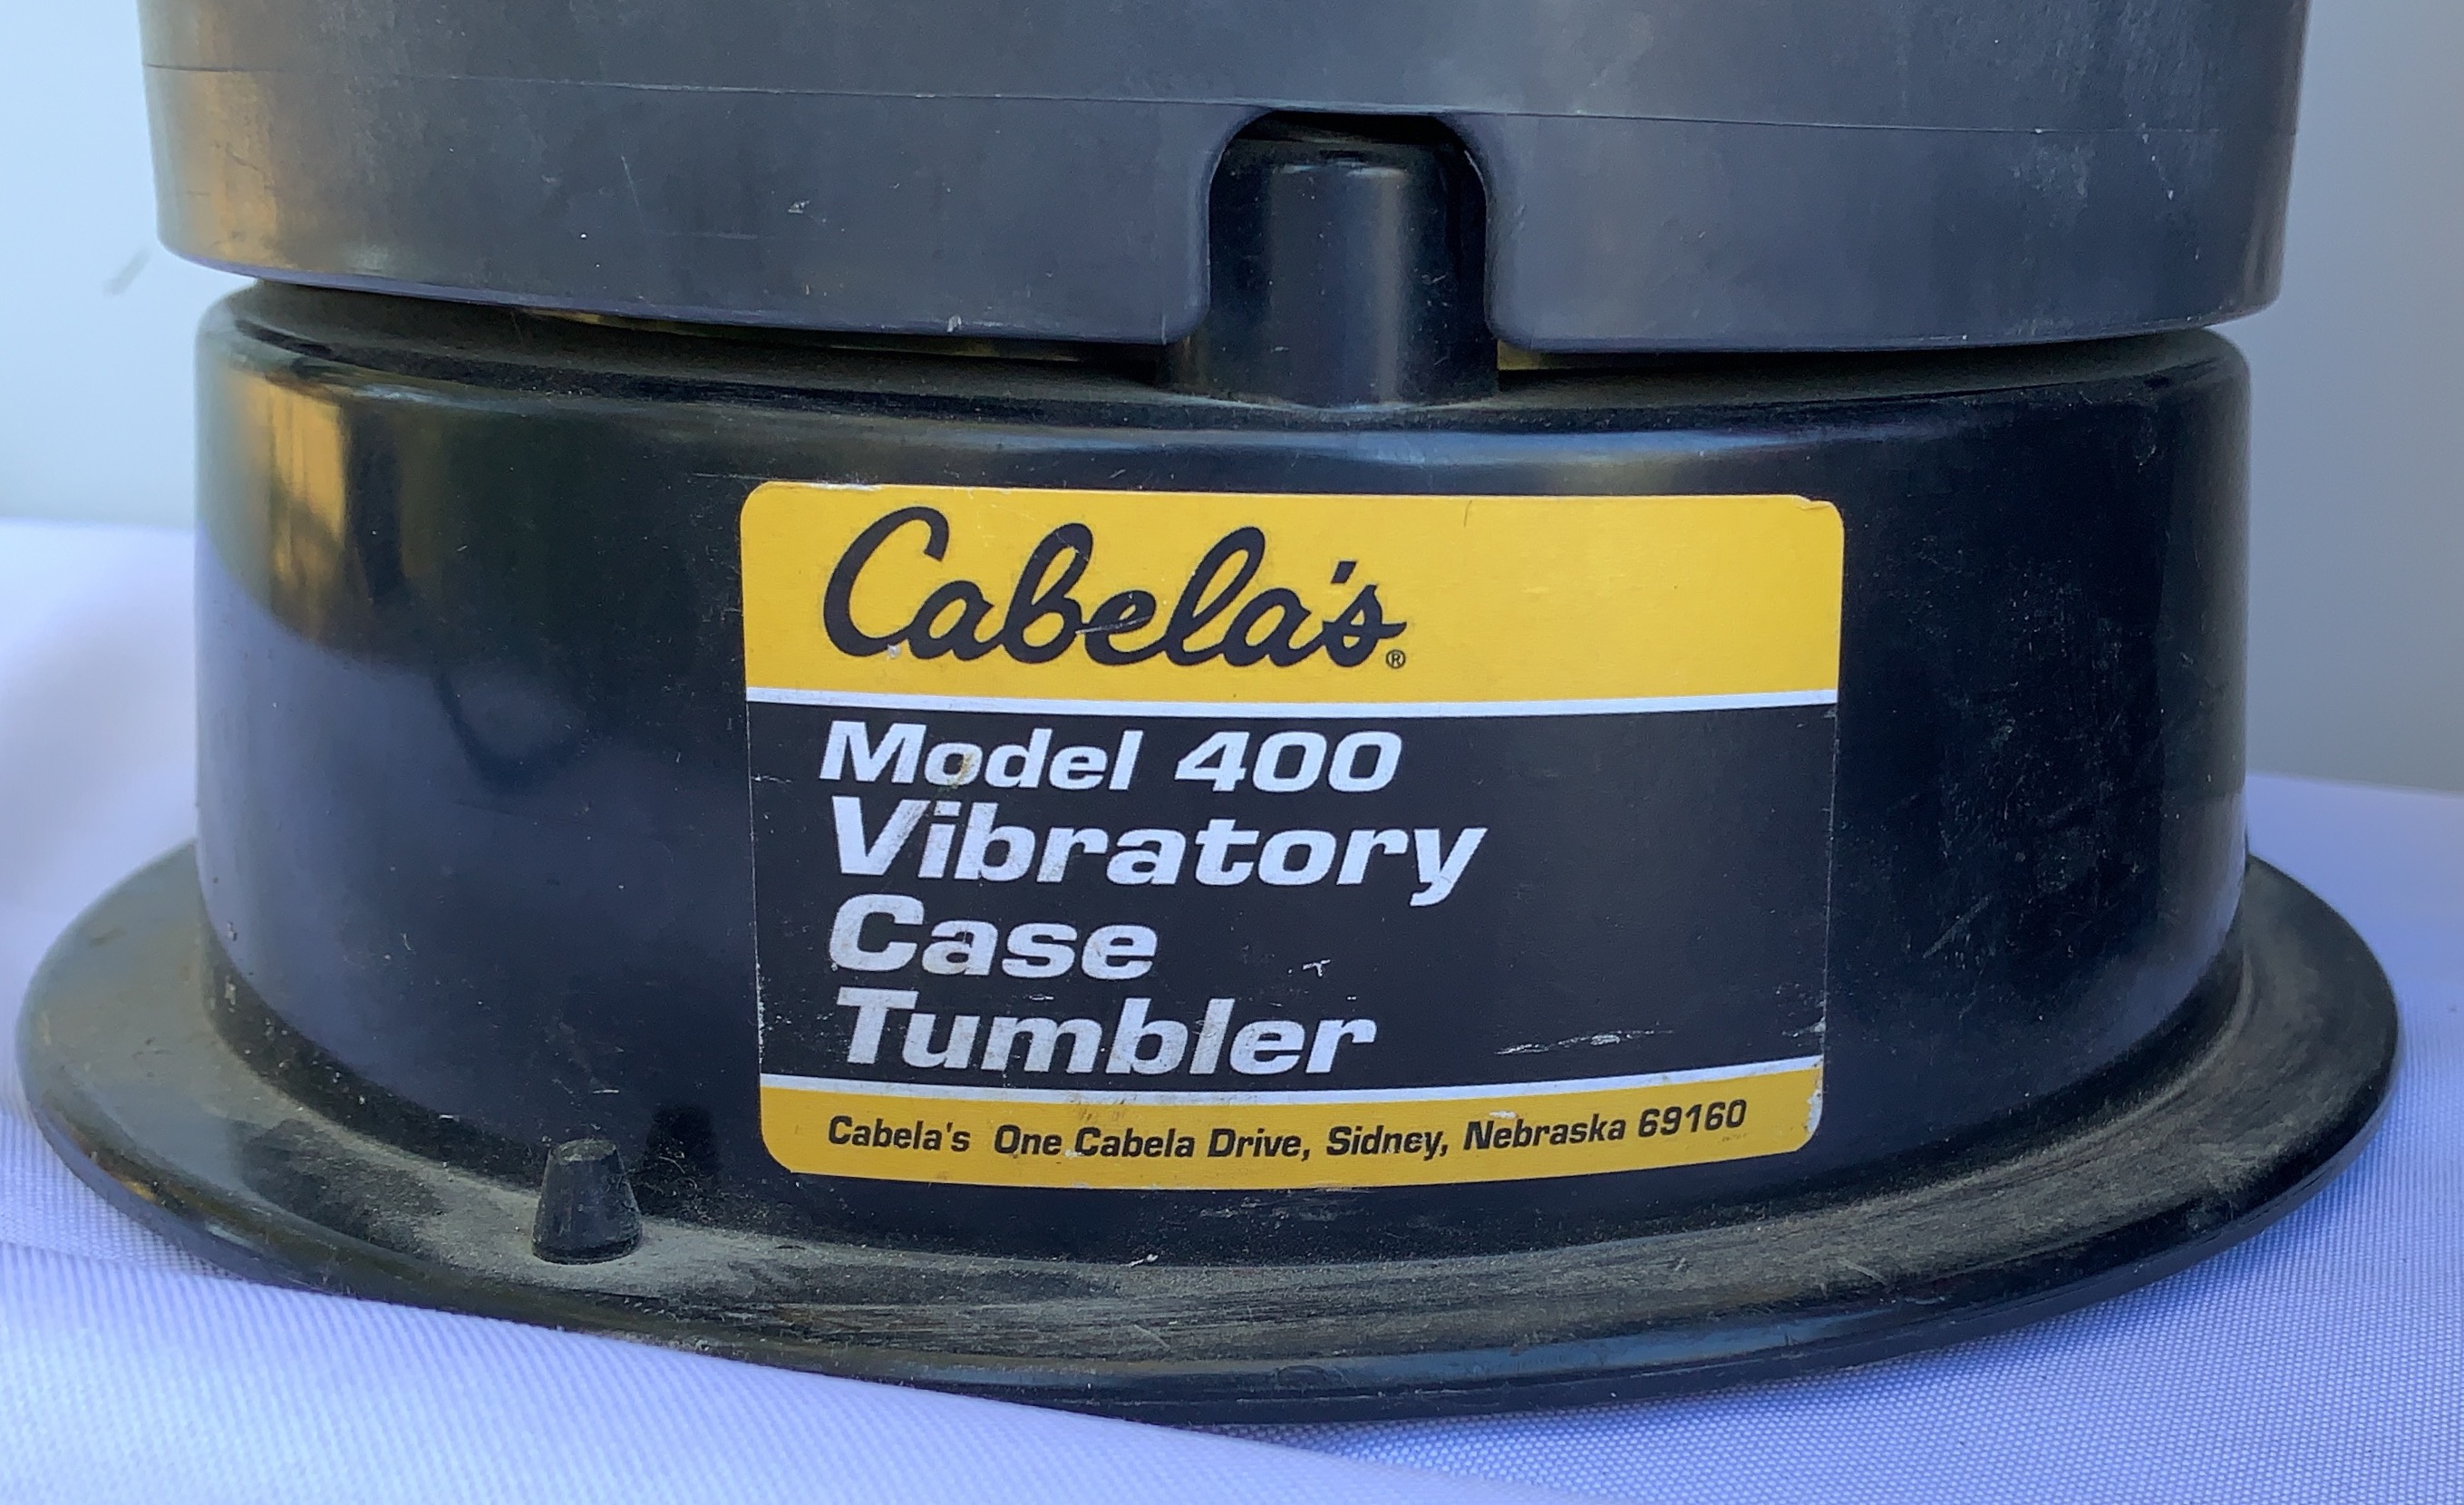 Cabela's®
Model 400
Vibratory
Case
Tumbler
Cabela's One Cabela Drive, Sidney, Nebraska 69160